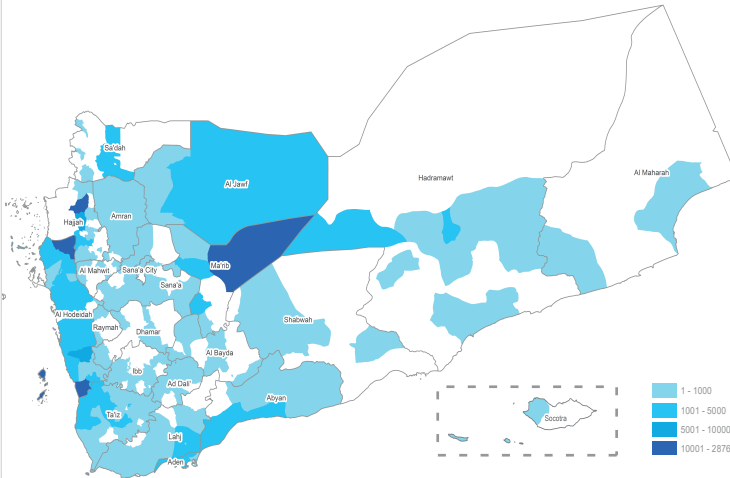 Sa'dah
Al Jawf
Hadramawt
Al Maharah
Hajjah
Amran
Al Mahwit
Sana'a City
Ma'rib
Sana'a
Al Hodeidah
Raymah
Dhamar
Shabwah
Al Bayda
Ibb
Ad Dali'
Abyan
Ta'iz
Lahj
Aden
Socotra
1 - 1000
1001 - 5000
5001 - 10000
10001 - 2876